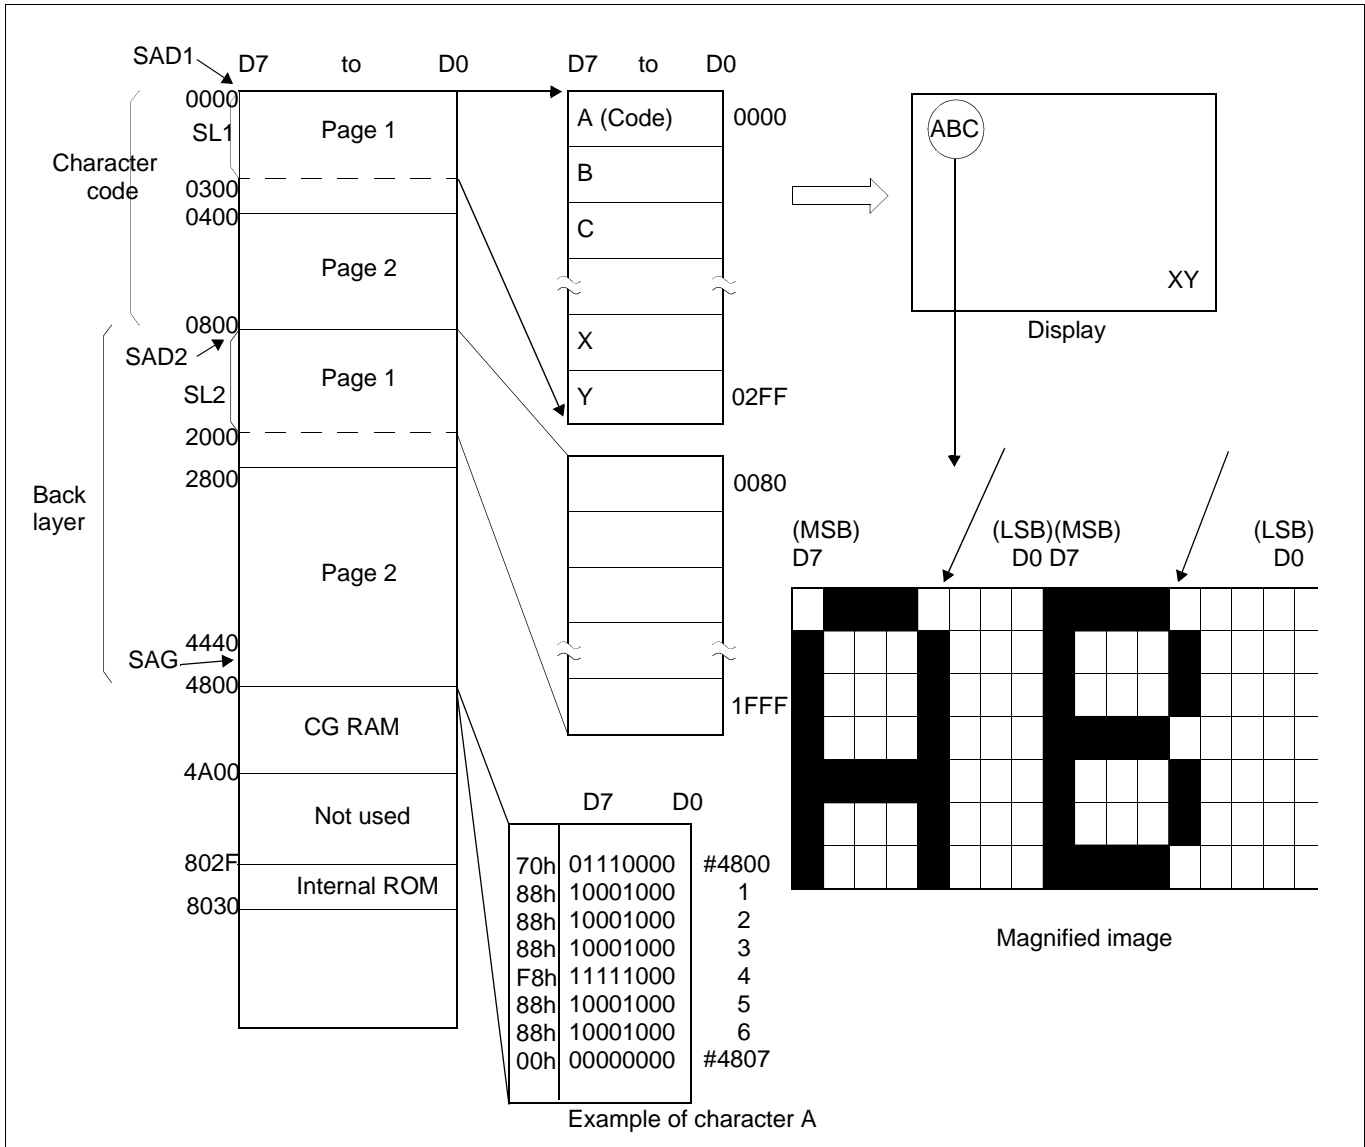 SAD1
D7 to D0
0000
SL1
Page 1
Character
code
0300
0400
Page 2
0800
SAD2
Page 1
SL2
2000
2800
Back
layer
Page 2
4440
SAG
4800
CG RAM
4A00
Not used
802F
Internal ROM
8030
D7 to D0
A (Code) 0000
B
C
X
Y 02FF
0080
1FFF
ABC
XY
Display
(MSB) (LSB)(MSB) (LSB)
D7 D0 D7 D0
Magnified image
D7 D0
70h 01110000 #4800
88h 10001000 1
88h 10001000 2
88h 10001000 3
F8h 11111000 4
88h 10001000 5
88h 10001000 6
00h 00000000 #4807
Example of character A